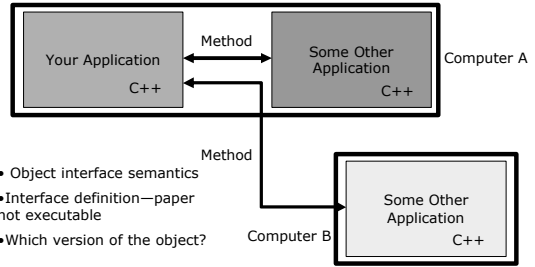 Your Application
C++
Method
Some Other
Application
C++
Computer A
Method
• Object interface semantics
•Interface definition—paper
not executable
•Which version of the object?
Computer B
Some Other
Application
C++